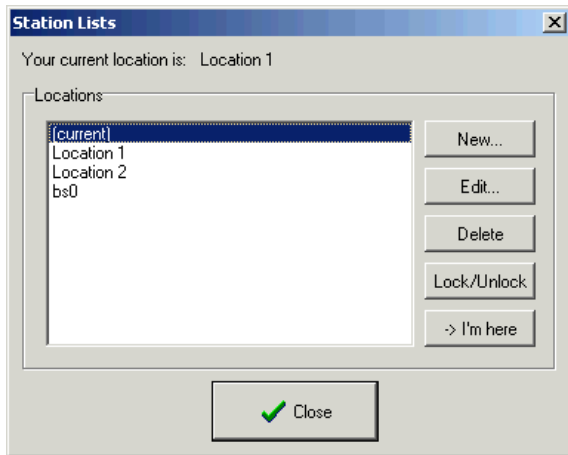 Station Lists
Your current location is: Location 1
Locations
(current)
Location 1
Location 2
bs0
New...
Edit...
Delete
Lock/Unlock
-> I'm here
Close